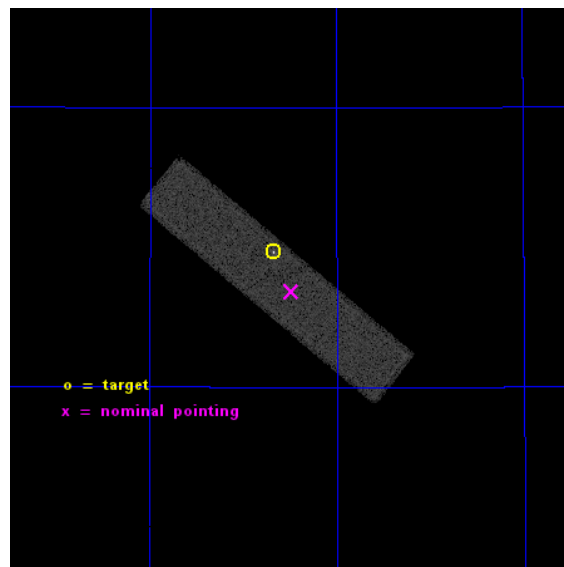 o = target
x = nominal pointing